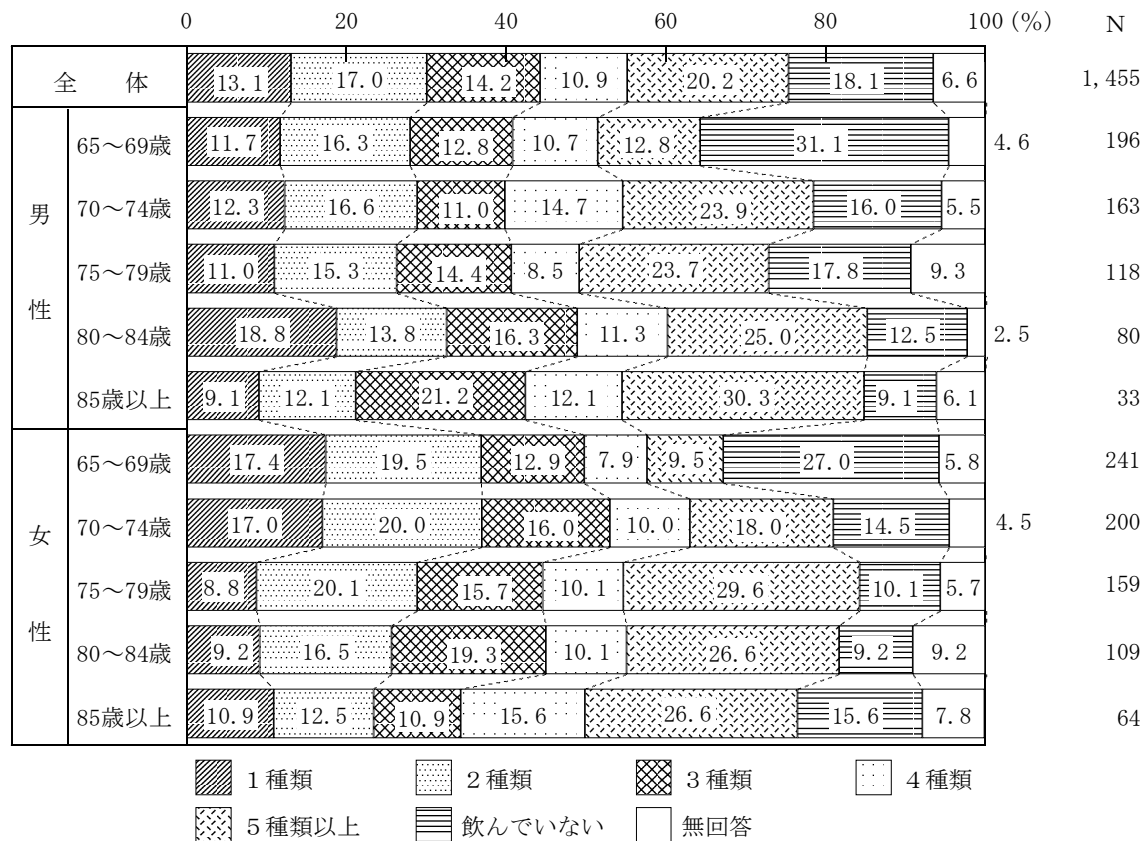 0 20 40 60 80 100 (%) N
全 体 13.1 17.0 14.2 10.9 20.2 18.1 6.6 1,455
男性
65～69歳 11.7 16.3 12.8 10.7 12.8 31.1 4.6 196
70～74歳 12.3 16.6 11.0 14.7 23.9 16.0 5.5 163
75～79歳 11.0 15.3 14.4 8.5 23.7 17.8 9.3 118
80～84歳 18.8 13.8 16.3 11.3 25.0 12.5 2.5 80
85歳以上 9.1 12.1 21.2 12.1 30.3 9.1 6.1 33
女性
65～69歳 17.4 19.5 12.9 7.9 9.5 27.0 5.8 241
70～74歳 17.0 20.0 16.0 10.0 18.0 14.5 4.5 200
75～79歳 8.8 20.1 15.7 10.1 29.6 10.1 5.7 159
80～84歳 9.2 16.5 19.3 10.1 26.6 9.2 9.2 109
85歳以上 10.9 12.5 10.9 15.6 26.6 15.6 7.8 64
1種類 2種類 3種類 4種類
5種類以上 飲んでいない 無回答